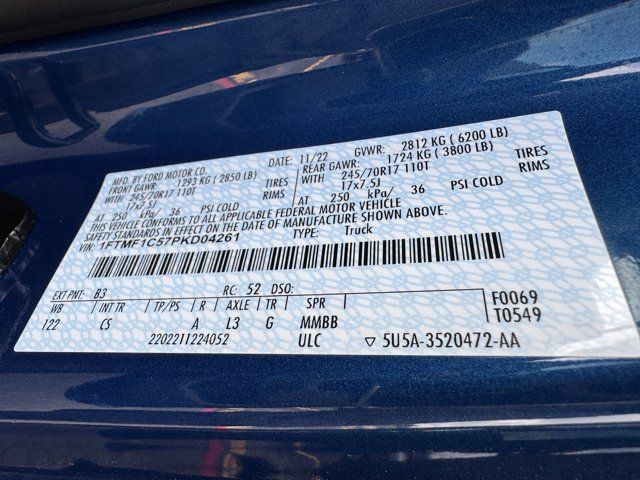 MFD. BY FORD MOTOR CO.
DATE: 11/22 GVWR: 2812 KG ( 6200 LB)
FRONT GAWR: 1293 KG ( 2850 LB) REAR GAWR: 1724 KG ( 3800 LB)
WITH 245/70R17 110T TIRES WITH 245/70R17 110T TIRES
17x7.5J RIMS 17x7.5J RIMS
AT 250 kPa/ 36 PSI COLD AT 250 kPa/ 36 PSI COLD
THIS VEHICLE CONFORMS TO ALL APPLICABLE FEDERAL MOTOR VEHICLE
SAFETY STANDARDS IN EFFECT ON THE DATE OF MANUFACTURE SHOWN ABOVE.
VIN: 1FTMF1C57PKD04261 TYPE: Truck
EXT PNT: B3 RC: 52 DSO:
WB INT TR TP/PS R AXLE TR SPR F0069
122 CS A L3 G MMBB T0549
2202211224052 ULC ▽ 5U5A-3520472-AA